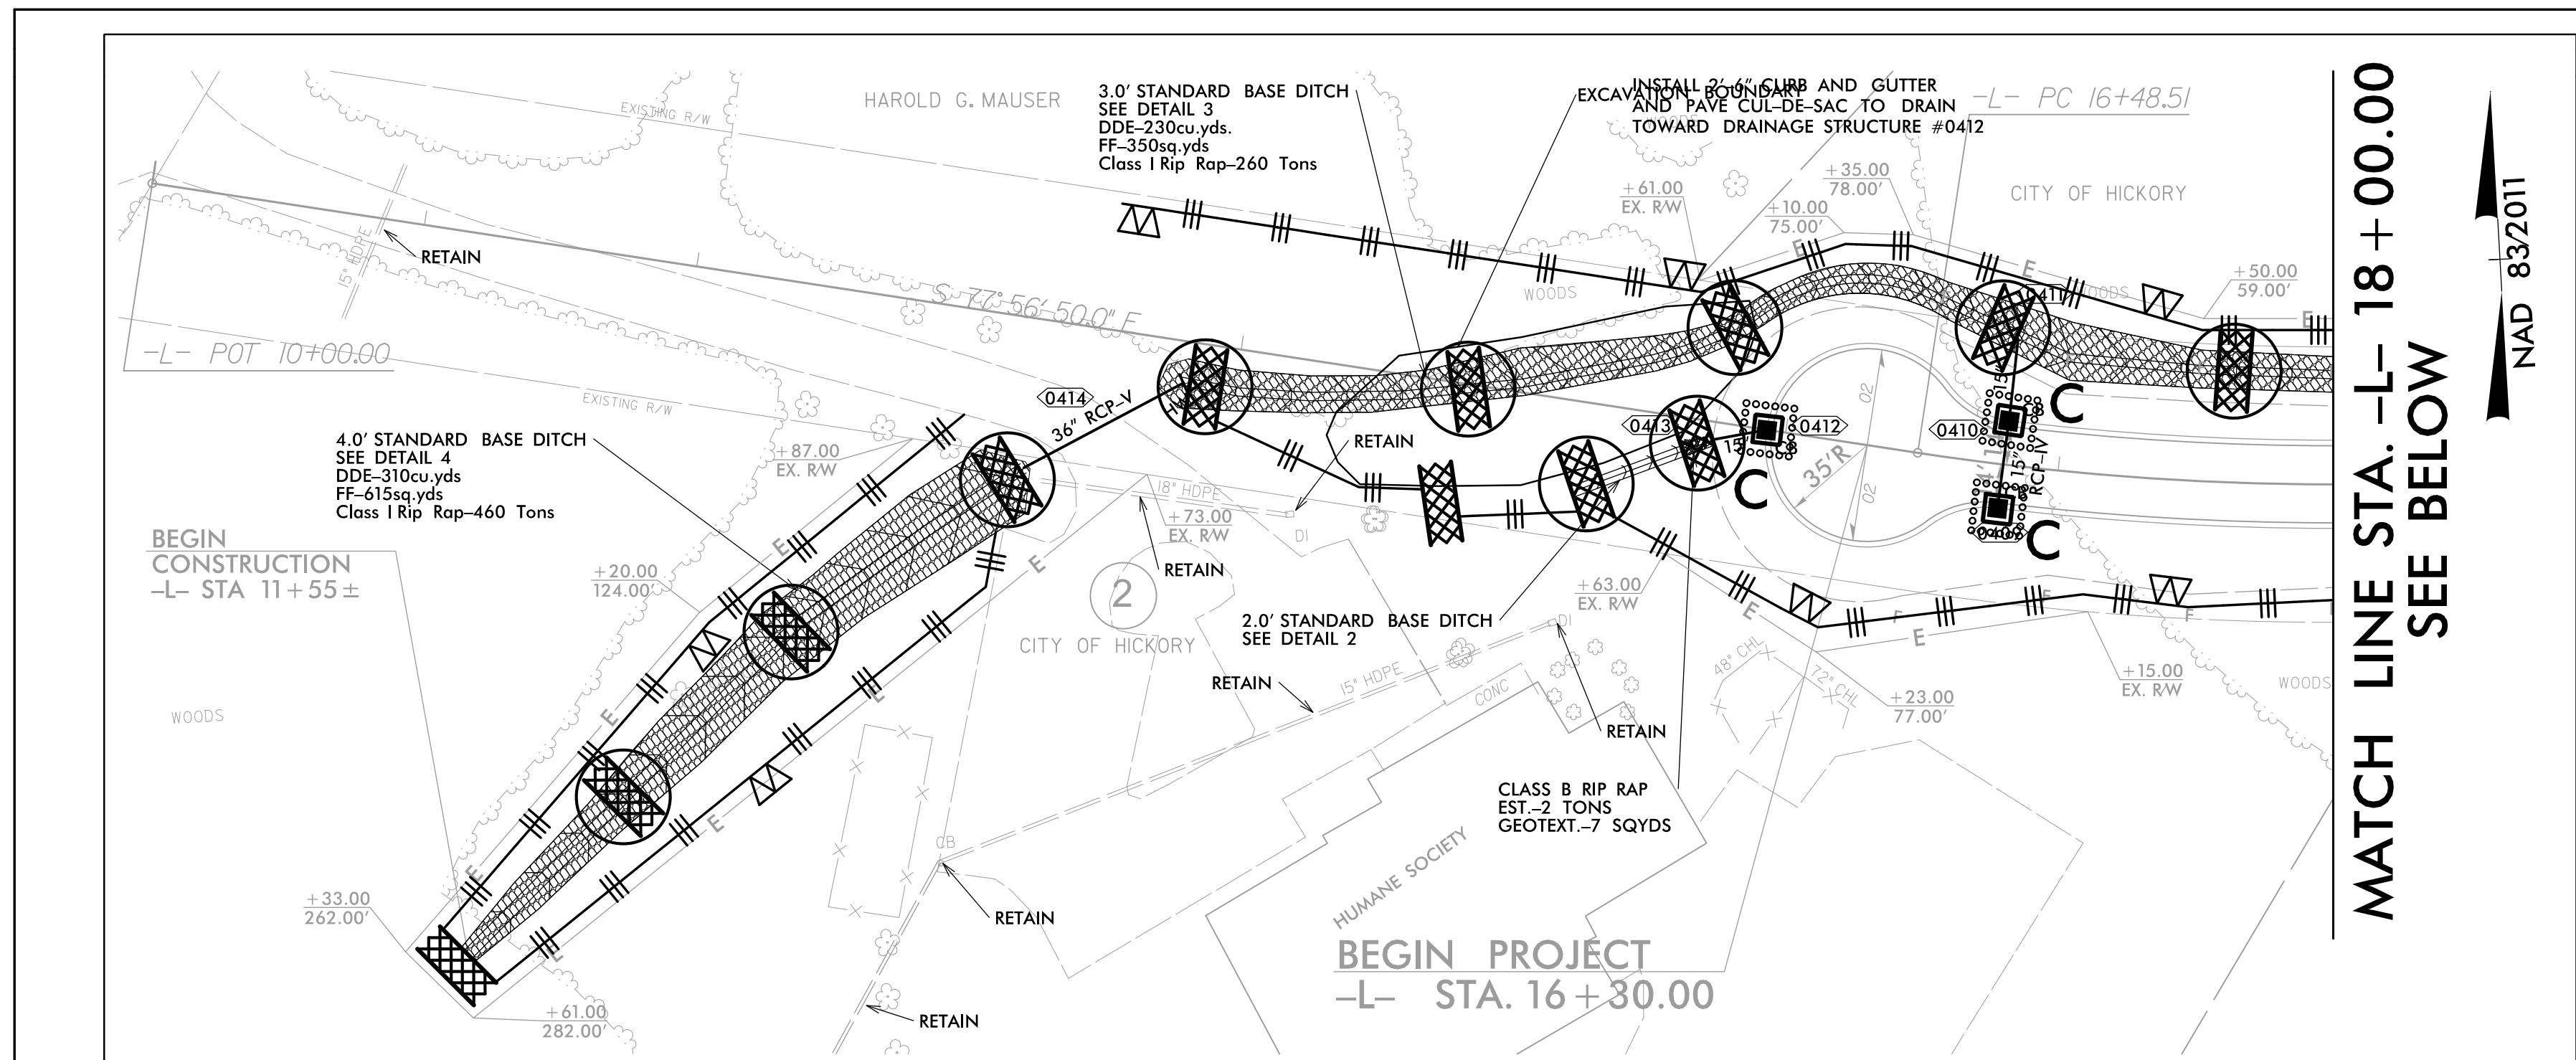 HAROLD G. MAUSER
EXISTING R/W
3.0' STANDARD BASE DITCH
SEE DETAIL 3
DDE–230cu.yds.
FF–350sq.yds
Class I Rip Rap–260 Tons
EXCAVATION BOUNDARY
INSTALL 2'–6" CURB AND GUTTER
AND PAVE CUL–DE–SAC TO DRAIN
TOWARD DRAINAGE STRUCTURE #0412
WOODS
-L- PC 16+48.51
+35.00
78.00'
+61.00
EX. R/W
+10.00
75.00'
CITY OF HICKORY
RETAIN
15" HDPE
E
E
WOODS
WOODS
0411
+50.00
59.00'
E
S 77° 56' 50.0" E
-L- POT 10+00.00
EXISTING R/W
0414
36" RCP–V
HW
15"
C
4.0' STANDARD BASE DITCH
SEE DETAIL 4
DDE–310cu.yds
FF–615sq.yds
Class I Rip Rap–460 Tons
+87.00
EX. R/W
RETAIN
0413
15"
0412
C
35'R
0410
15"
RCP–IV
0409
C
18" HDPE
+73.00
EX. R/W
DI
RETAIN
BEGIN
CONSTRUCTION
–L– STA 11+55±
+20.00
124.00'
E
E
2
CITY OF HICKORY
+63.00
EX. R/W
2.0' STANDARD BASE DITCH
SEE DETAIL 2
DI
E
E
F
F
F
48" CHL
72" CHL
+15.00
EX. R/W
WOODS
RETAIN
15" HDPE
CONC
+23.00
77.00'
RETAIN
WOODS
E
E
E
CLASS B RIP RAP
EST.–2 TONS
GEOTEXT.–7 SQYDS
HUMANE SOCIETY
CB
E
RETAIN
+33.00
262.00'
E
BEGIN PROJECT
–L– STA. 16+30.00
+61.00
282.00'
RETAIN
MATCH LINE STA. –L– 18+00.00
SEE BELOW
NAD 83/2011